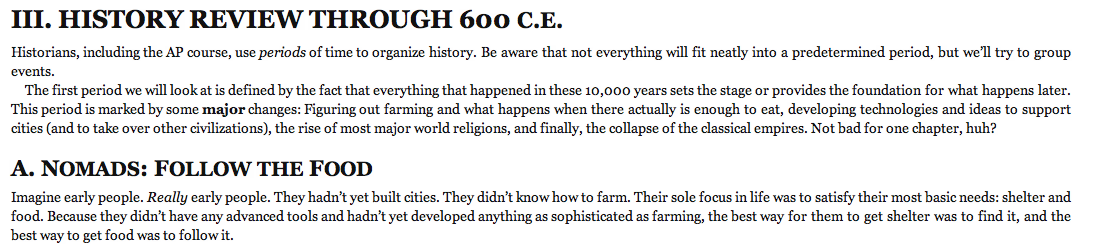 III. HISTORY REVIEW THROUGH 600 C.E.
Historians, including the AP course, use periods of time to organize history. Be aware that not everything will fit neatly into a predetermined period, but we’ll try to group
events.
The first period we will look at is defined by the fact that everything that happened in these 10,000 years sets the stage or provides the foundation for what happens later.
This period is marked by some major changes: Figuring out farming and what happens when there actually is enough to eat, developing technologies and ideas to support
cities (and to take over other civilizations), the rise of most major world religions, and finally, the collapse of the classical empires. Not bad for one chapter, huh?
A. NOMADS: FOLLOW THE FOOD
Imagine early people. Really early people. They hadn’t yet built cities. They didn’t know how to farm. Their sole focus in life was to satisfy their most basic needs: shelter and
food. Because they didn’t have any advanced tools and hadn’t yet developed anything as sophisticated as farming, the best way for them to get shelter was to find it, and the
best way to get food was to follow it.